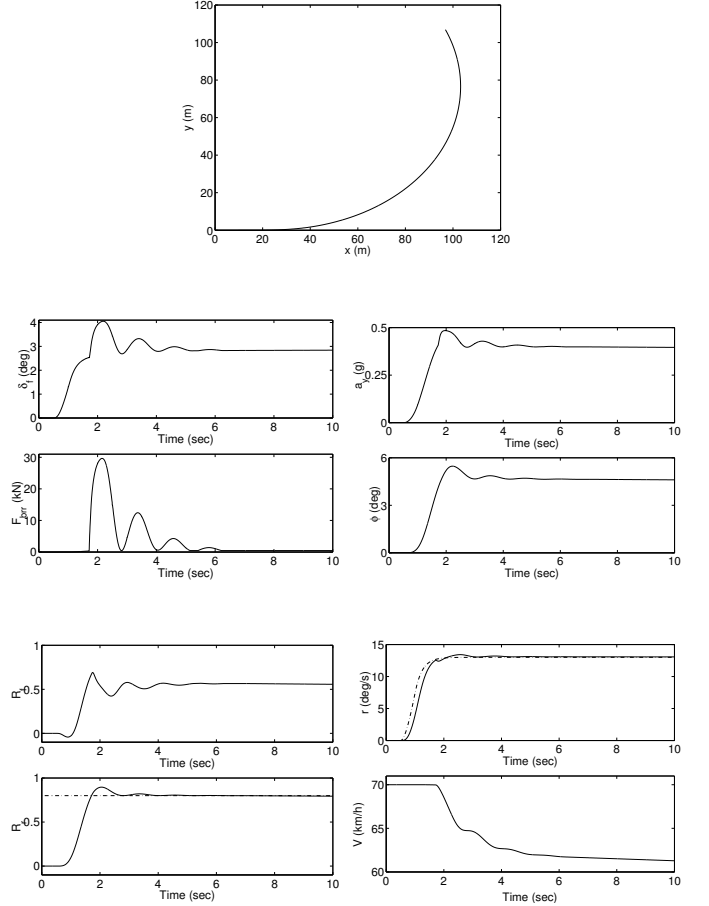 120
100
80
60
40
20
0
y (m)
0 20 40 60 80 100 120
x (m)
4
3
2
1
0
δf (deg)
0 2 4 6 8 10
Time (sec)
0.5
0.25
0
ay (g)
0 2 4 6 8 10
Time (sec)
30
20
10
0
Fbrr (kN)
0 2 4 6 8 10
Time (sec)
6
3
0
ϕ (deg)
0 2 4 6 8 10
Time (sec)
1
0.5
0
0 2 4 6 8 10
Time (sec)
15
10
5
0
r (deg/s)
0 2 4 6 8 10
Time (sec)
1
0.5
0
0 2 4 6 8 10
Time (sec)
70
65
60
V (km/h)
0 2 4 6 8 10
Time (sec)